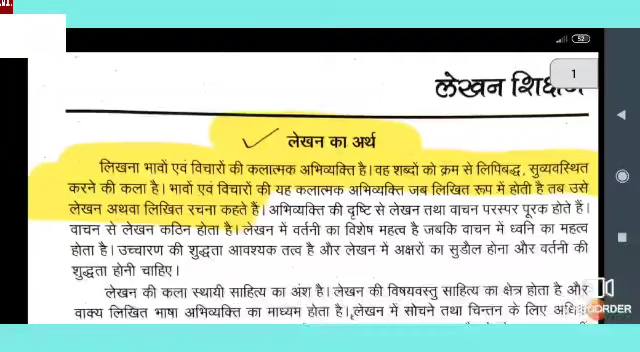 52
1
लेखन शिक्षण
लेखन का अर्थ
लिखना भावों एवं विचारों की कलात्मक अभिव्यक्ति है। वह शब्दों को क्रम से लिपिबद्ध, सुव्यवस्थित
करने की कला है। भावों एवं विचारों की यह कलात्मक अभिव्यक्ति जब लिखित रूप में होती है तब उसे
लेखन अथवा लिखित रचना कहते हैं। अभिव्यक्ति की दृष्टि से लेखन तथा वाचन परस्पर पूरक होते हैं।
वाचन से लेखन कठिन होता है। लेखन में वर्तनी का विशेष महत्व है जबकि वाचन में ध्वनि का महत्व
होता है। उच्चारण की शुद्धता आवश्यक तत्व है और लेखन में अक्षरों का सुडौल होना और वर्तनी की
शुद्धता होनी चाहिए।
लेखन की कला स्थायी साहित्य का अंश है। लेखन की विषयवस्तु साहित्य का क्षेत्र होता है और
वाक्य लिखित भाषा अभिव्यक्ति का माध्यम होता है। लेखन में सोचने तथा चिन्तन के लिए